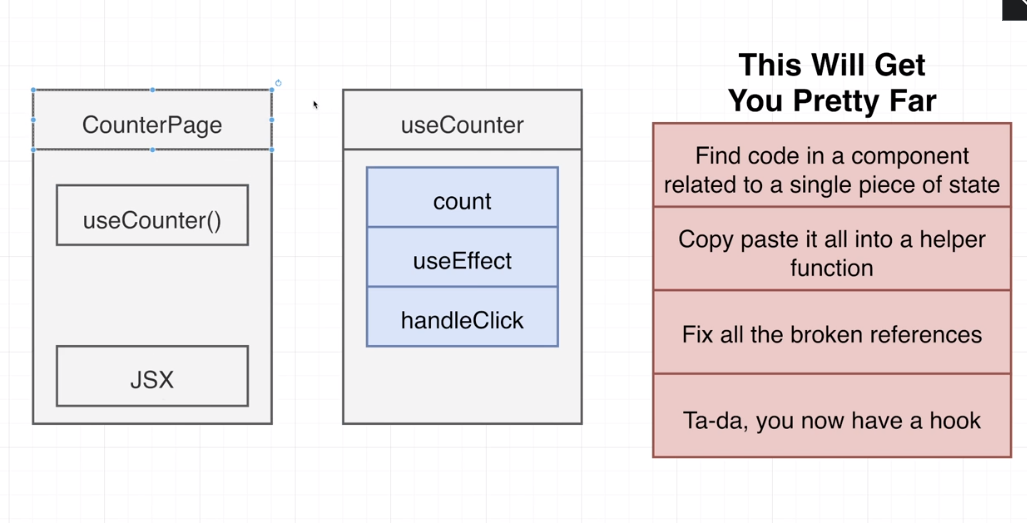 CounterPage
useCounter()
JSX
useCounter
count
useEffect
handleClick
This Will Get
You Pretty Far
Find code in a component
related to a single piece of state
Copy paste it all into a helper
function
Fix all the broken references
Ta-da, you now have a hook